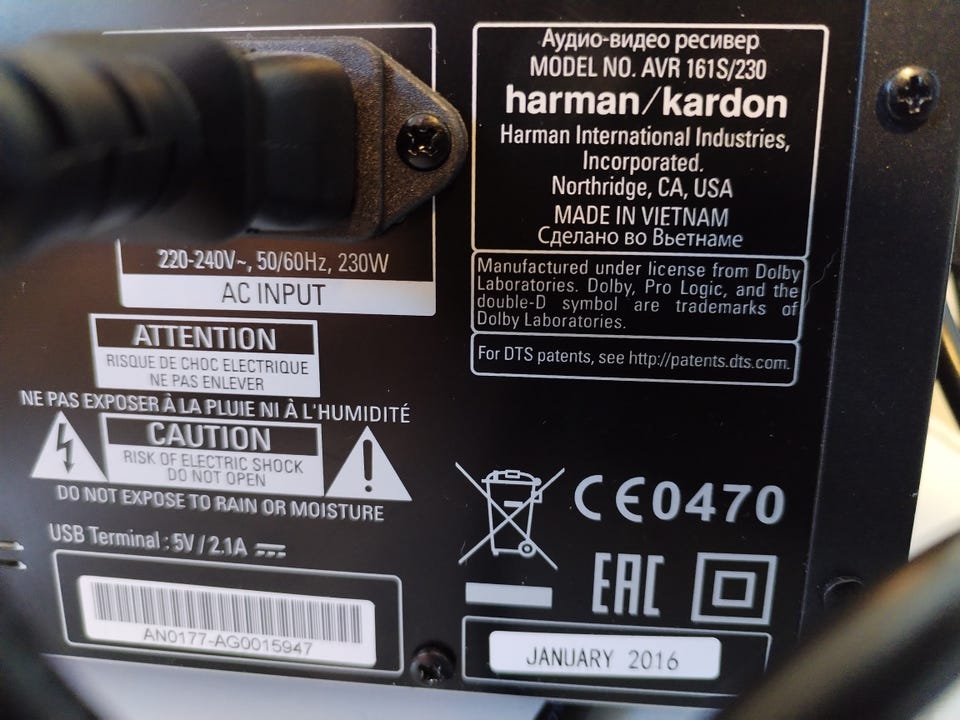 Аудио-видео ресивер
MODEL NO. AVR 161S/230
harman/kardon
Harman International Industries,
Incorporated.
Northridge, CA, USA
MADE IN VIETNAM
Сделано во Вьетнаме
Manufactured under license from Dolby
Laboratories. Dolby, Pro Logic, and the
double-D symbol are trademarks of
Dolby Laboratories.
For DTS patents, see http://patents.dts.com.
220-240V~, 50/60Hz, 230W
AC INPUT
ATTENTION
RISQUE DE CHOC ELECTRIQUE
NE PAS ENLEVER
NE PAS EXPOSER À LA PLUIE NI À L'HUMIDITÉ
CAUTION
RISK OF ELECTRIC SHOCK
DO NOT OPEN
DO NOT EXPOSE TO RAIN OR MOISTURE
USB Terminal : 5V / 2.1A
AN0177-AG0015947
CE0470
EAC
JANUARY 2016